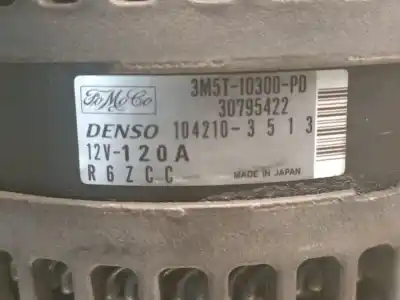 FoMoCo
3M5T-10300-PD
30795422
DENSO 104210-3513
12V-120A
R6ZCC
MADE IN JAPAN